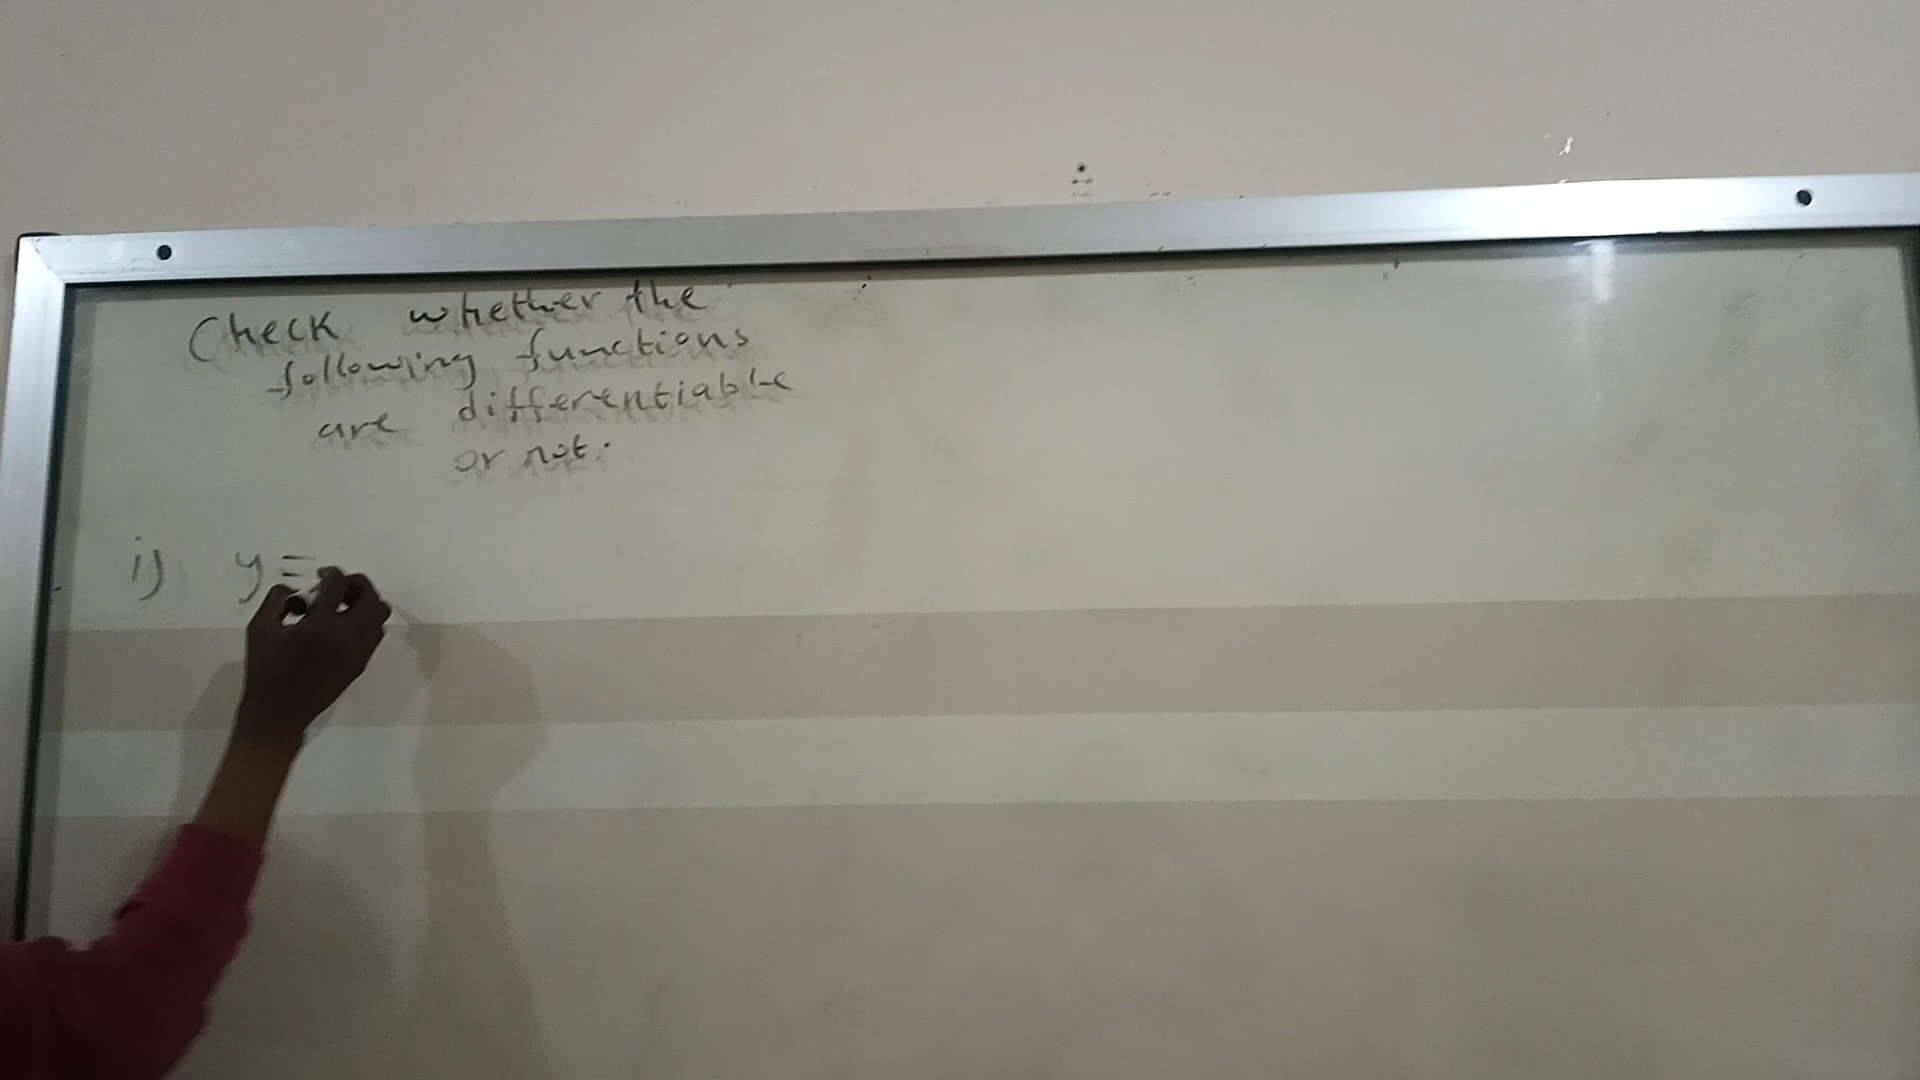 Check whether the
following functions
are differentiable
or not.
i) y =